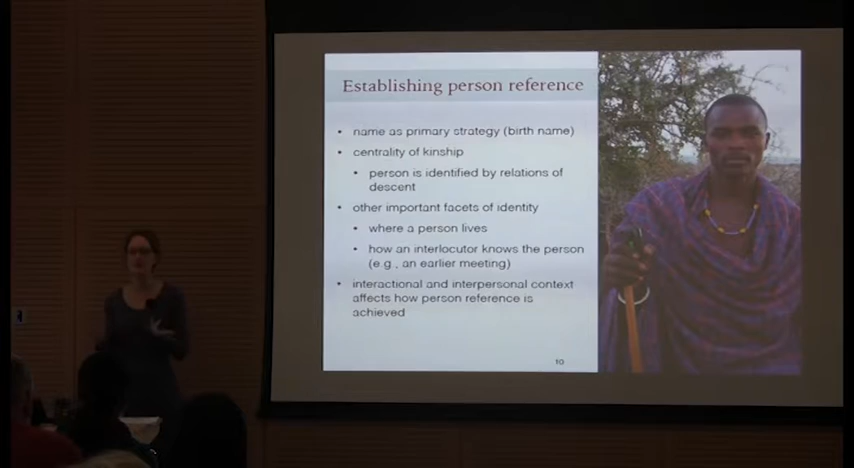 Establishing person reference
• name as primary strategy (birth name)
• centrality of kinship
• person is identified by relations of
descent
• other important facets of identity
• where a person lives
• how an interlocutor knows the person
(e.g., an earlier meeting)
• interactional and interpersonal context
affects how person reference is
achieved
10